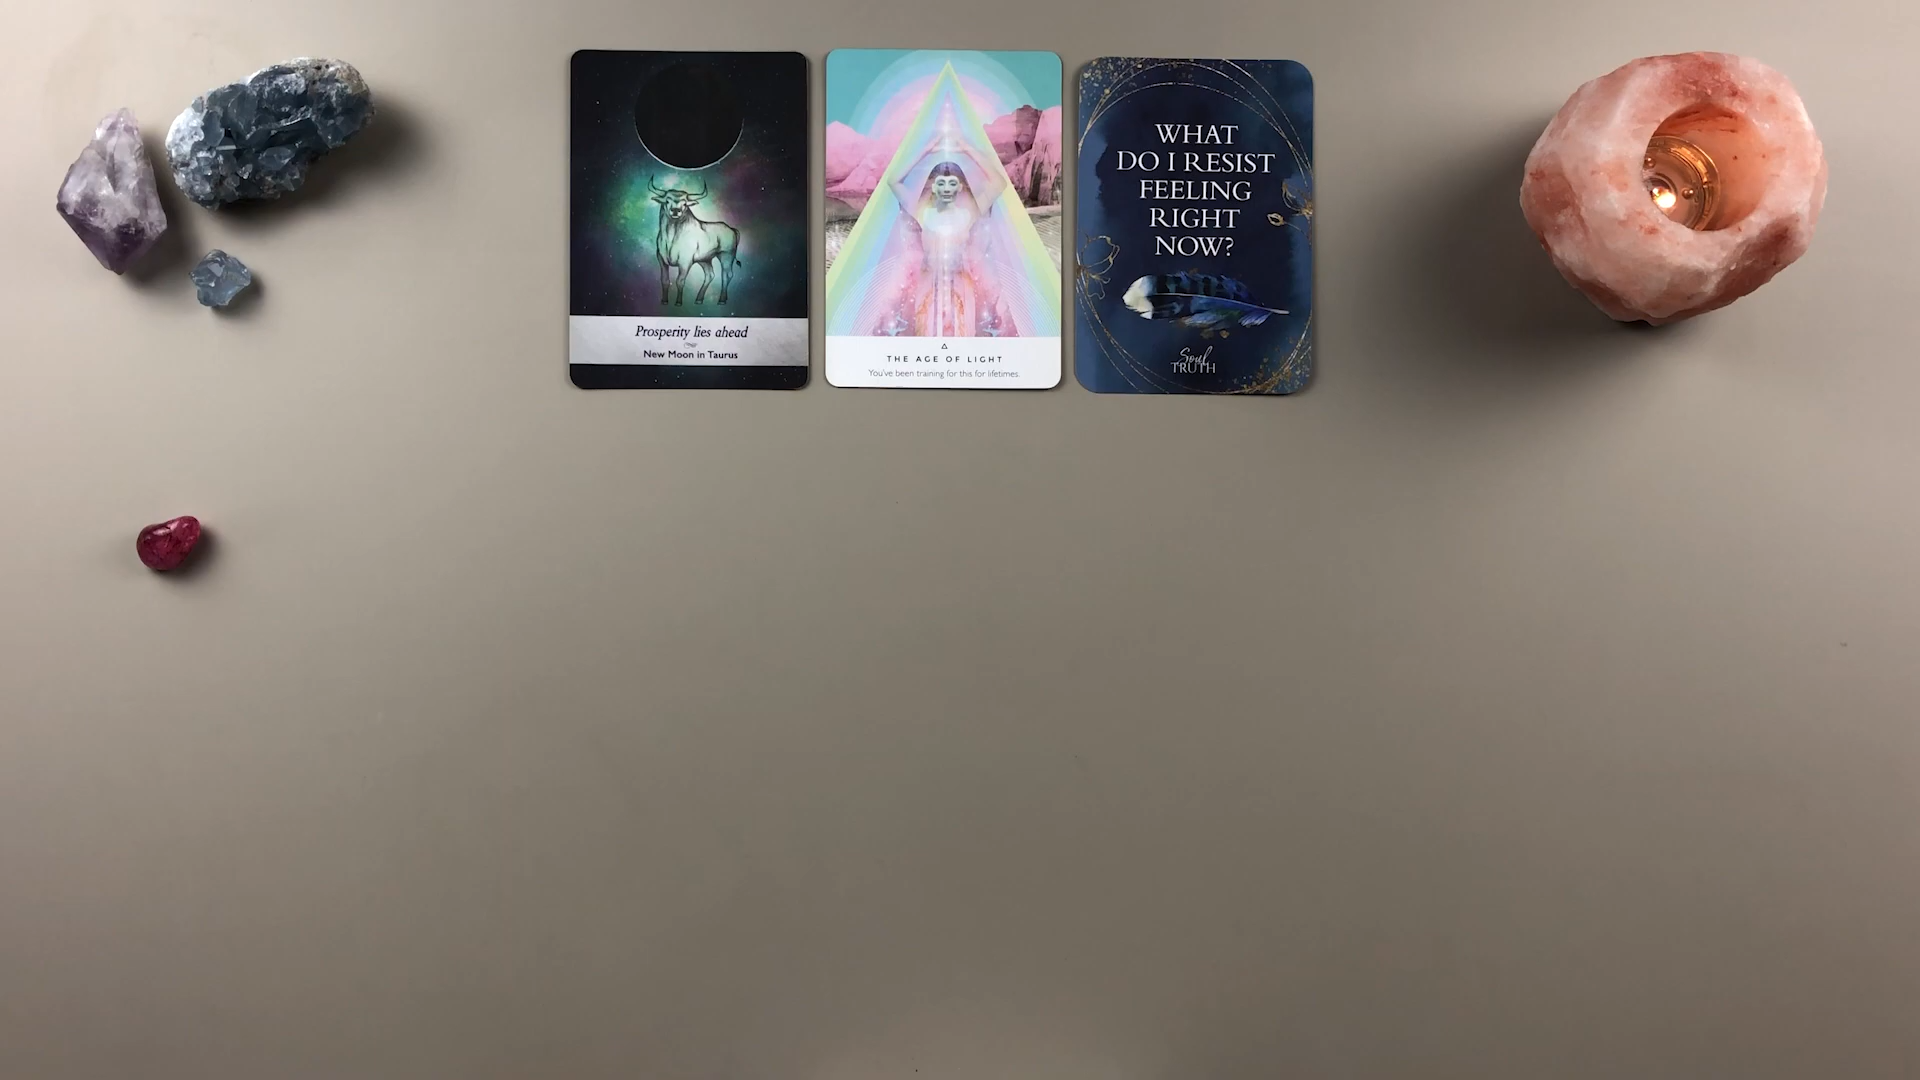 Prosperity lies ahead
New Moon in Taurus
THE AGE OF LIGHT
You've been training for this for lifetimes.
WHAT
DO I RESIST
FEELING
RIGHT
NOW?
Soul
TRUTH